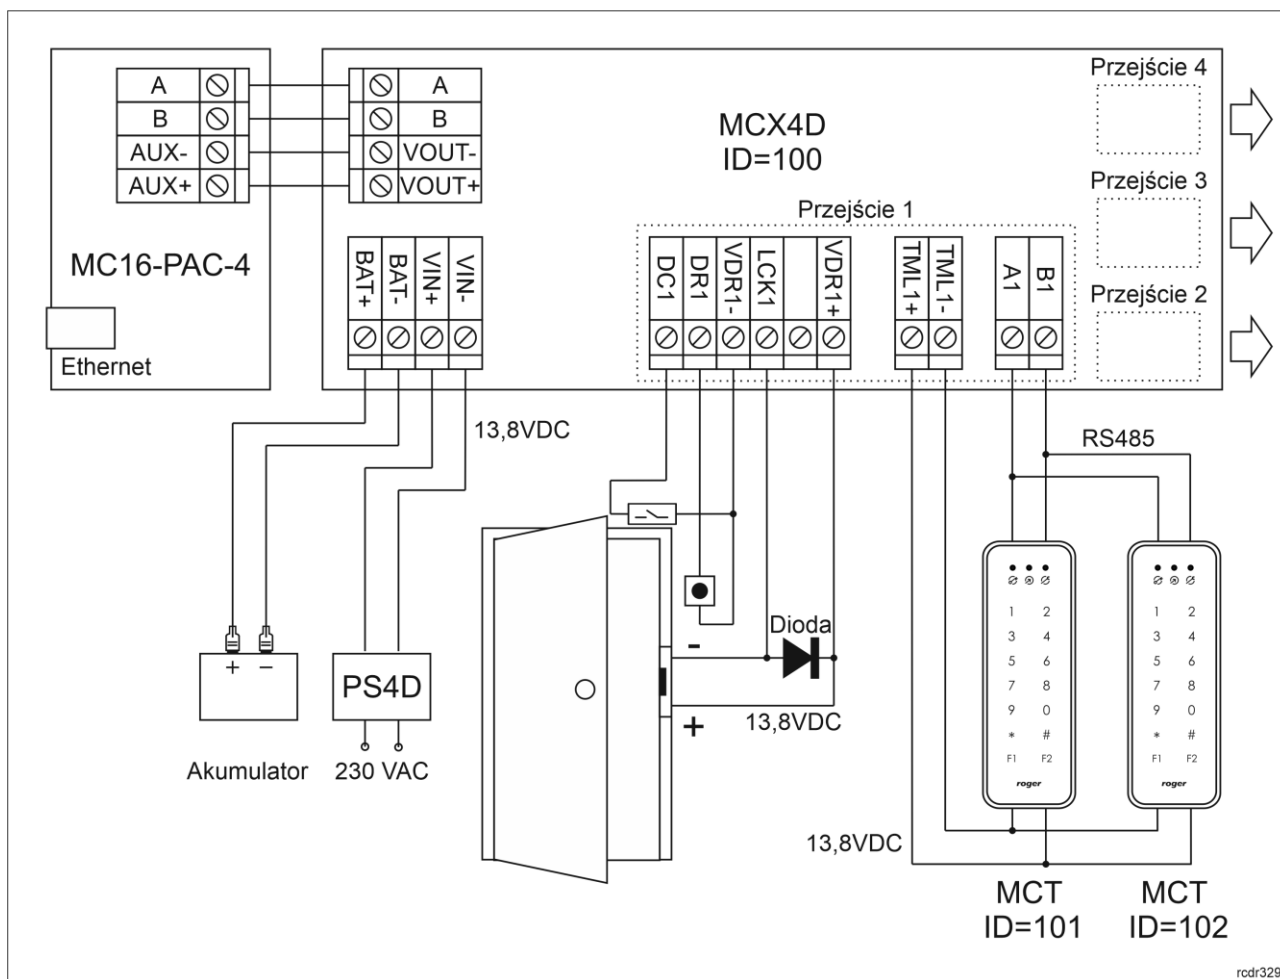 A
B
AUX-
AUX+
MC16-PAC-4
Ethernet
A
B
VOUT-
VOUT+
MCX4D
ID=100
Przejście 4
Przejście 3
Przejście 2
Przejście 1
BAT+
BAT-
VIN+
VIN-
DC1
DR1
VDR1-
LCK1
VDR1+
TML1+
TML1-
A1
B1
13,8VDC
RS485
+ −
Akumulator
PS4D
230 VAC
Dioda
-
+
13,8VDC
13,8VDC
1 2
3 4
5 6
7 8
9 0
* #
F1 F2
roger
1 2
3 4
5 6
7 8
9 0
* #
F1 F2
roger
MCT
ID=101
MCT
ID=102
rcdr329